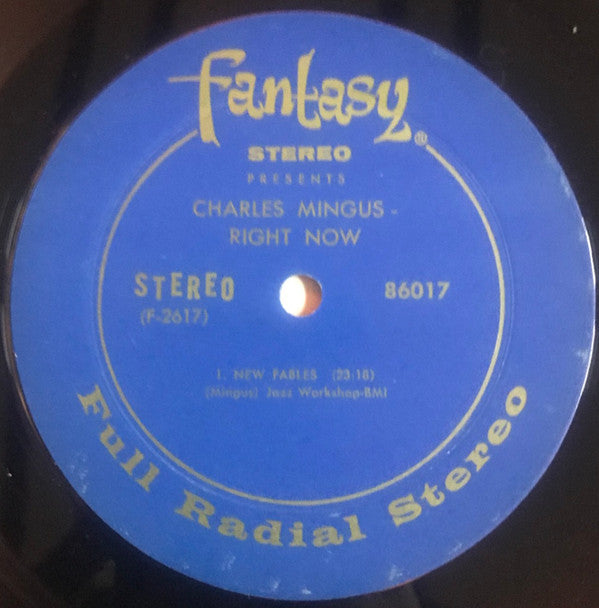 fantasy®
STEREO
PRESENTS
CHARLES MINGUS -
RIGHT NOW
STEREO 86017
(F-2617)
1. NEW FABLES (23:18)
(Mingus) Jazz Workshop-BMI
Full Radial Stereo